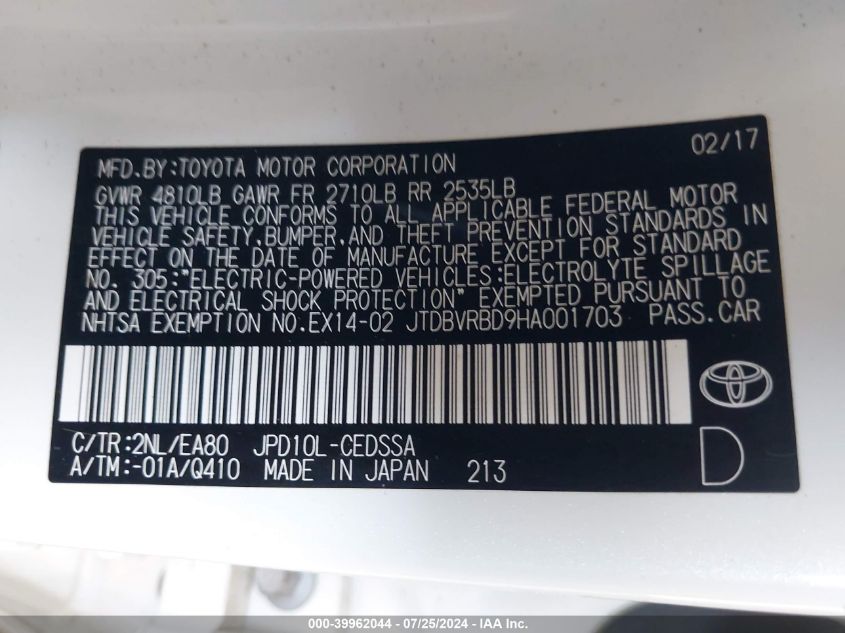 02/17
MFD.BY:TOYOTA MOTOR CORPORATION
GVWR 4810LB GAWR FR 2710LB RR 2535LB
THIS VEHICLE CONFORMS TO ALL APPLICABLE FEDERAL MOTOR
VEHICLE SAFETY,BUMPER,AND THEFT PREVENTION STANDARDS IN
EFFECT ON THE DATE OF MANUFACTURE EXCEPT FOR STANDARD
NO. 305:"ELECTRIC-POWERED VEHICLES:ELECTROLYTE SPILLAGE
AND ELECTRICAL SHOCK PROTECTION" EXEMPTED PURSUANT TO
NHTSA EXEMPTION NO.EX14-02 JTDBVRBD9HA001703 PASS.CAR
C/TR:2NL/EA80 JPD10L-CEDSSA
A/TM:-01A/Q410 MADE IN JAPAN 213
D
000-39962044 - 07/25/2024 - IAA, Inc.